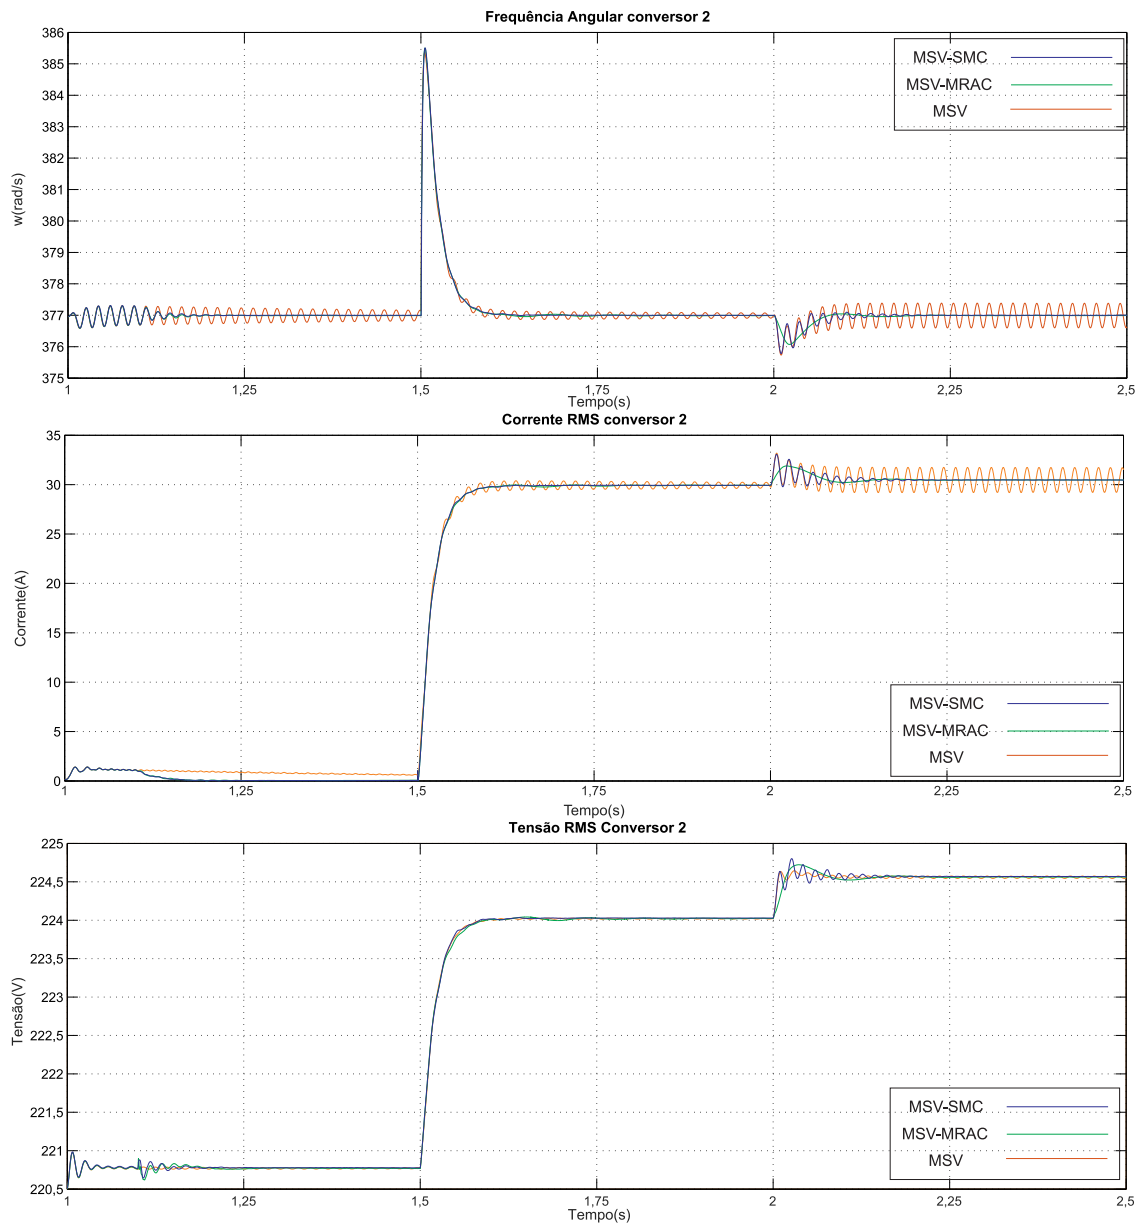 Frequência Angular conversor 2
386
385
384
383
382
381
380
379
378
377
376
375
w(rad/s)
MSV-SMC
MSV-MRAC
MSV
1
1,25
1,5
1,75
2
2,25
2,5
Tempo(s)
Corrente RMS conversor 2
35
30
25
20
15
10
5
0
Corrente(A)
MSV-SMC
MSV-MRAC
MSV
1
1,25
1,5
1,75
2
2,25
2,5
Tempo(s)
Tensão RMS Conversor 2
225
224,5
224
223,5
223
222,5
222
221,5
221
220,5
Tensão(V)
MSV-SMC
MSV-MRAC
MSV
1
1,25
1,5
1,75
2
2,25
2,5
Tempo(s)